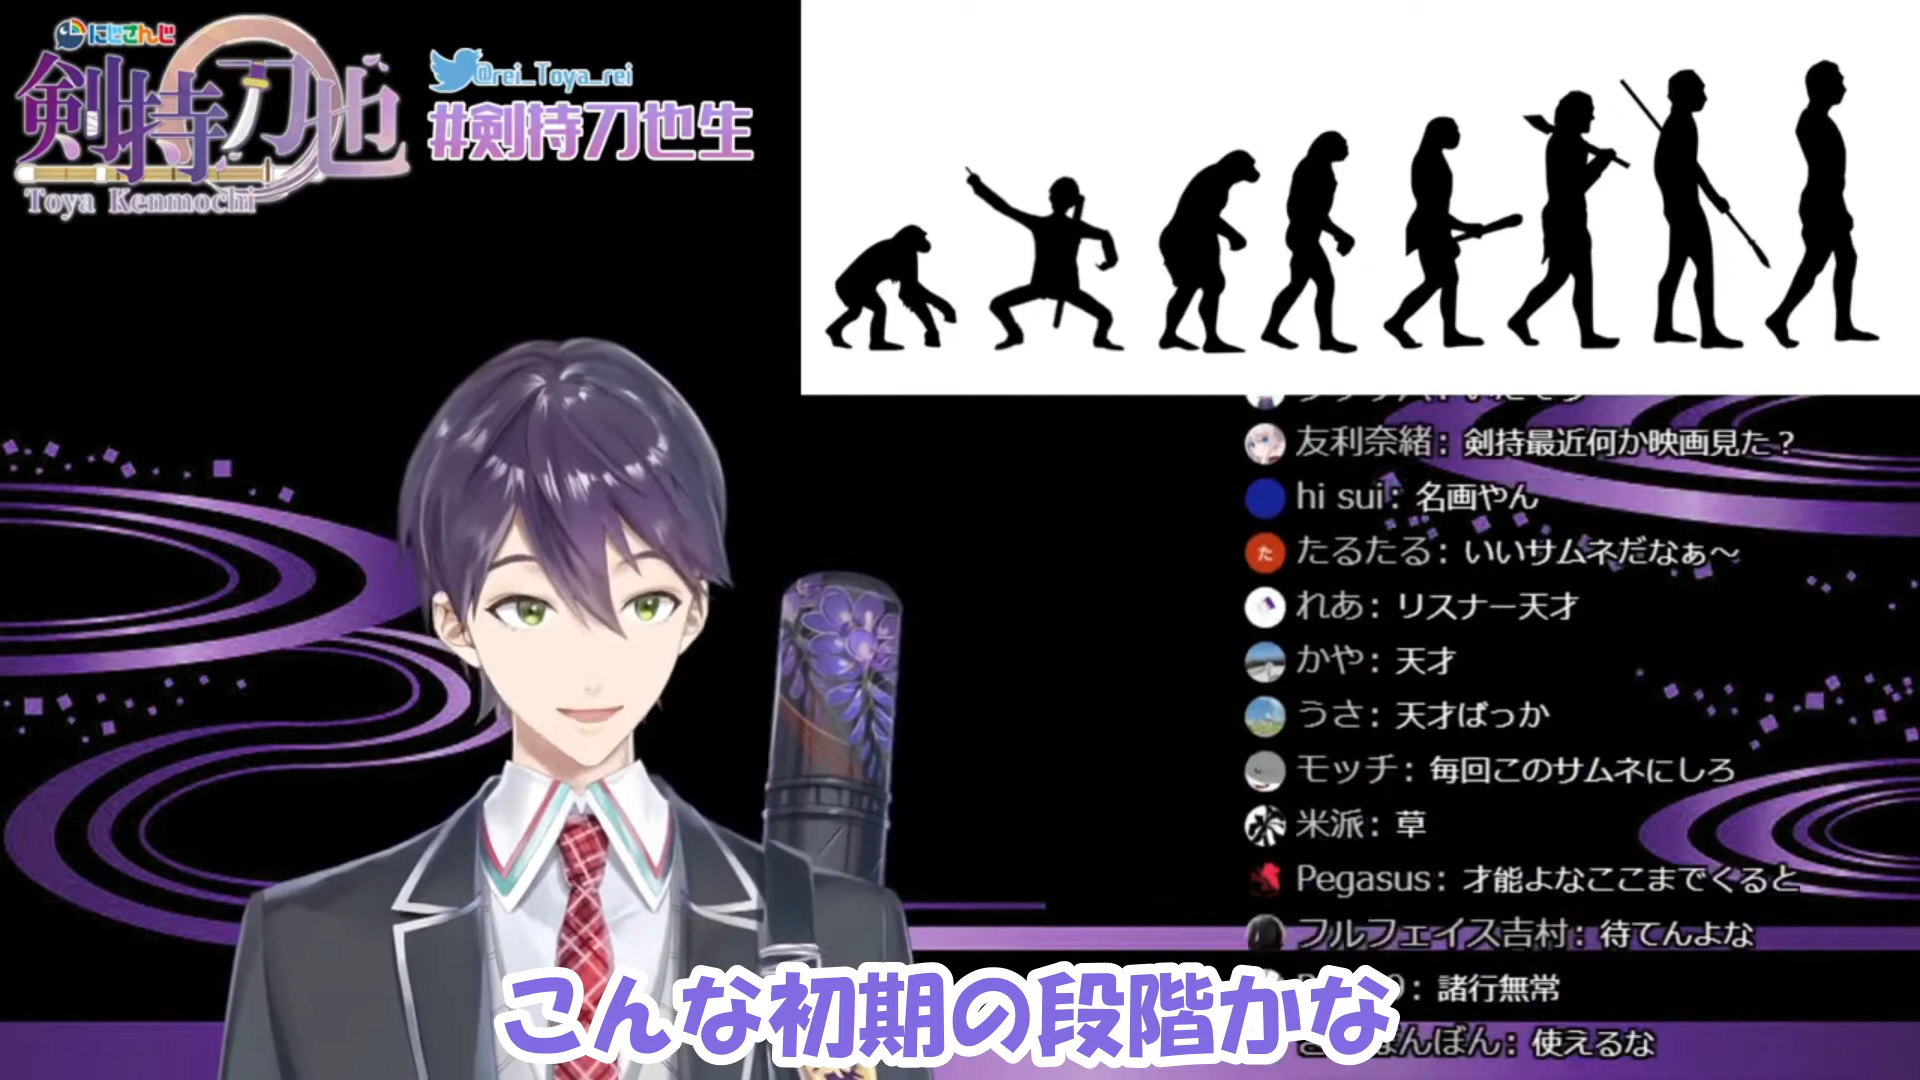 にじさんじ
剣持刀也
Toya Kenmochi
@rei_Toya_rei
#剣持刀也生
友利奈緒: 剣持最近何か映画見た?
hi sui: 名画やん
た たるたる: いいサムネだなぁ~
れあ: リスナー天才
かや: 天才
うさ: 天才ばっか
モッチ: 毎回このサムネにしろ
米派: 草
Pegasus: 才能よなここまでくると
フルフェイス吉村: 待てんよな
: 諸行無常
んぼん: 使えるな
こんな初期の段階かな